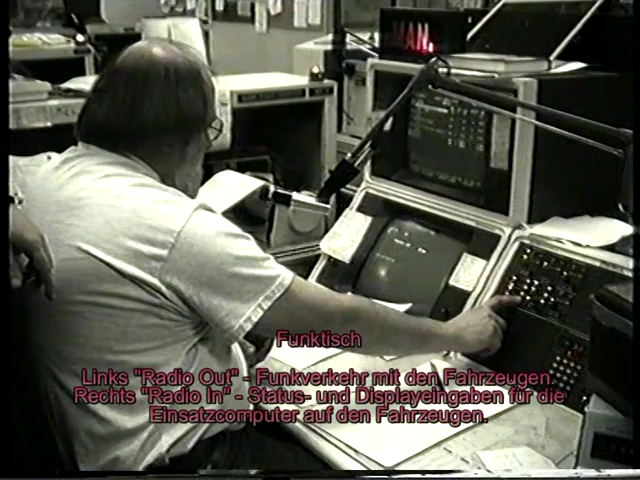 MAN.
Funktisch
Links "Radio Out" - Funkverkehr mit den Fahrzeugen.
Rechts "Radio In" - Status- und Displayeingaben für die
Einsatzcomputer auf den Fahrzeugen.